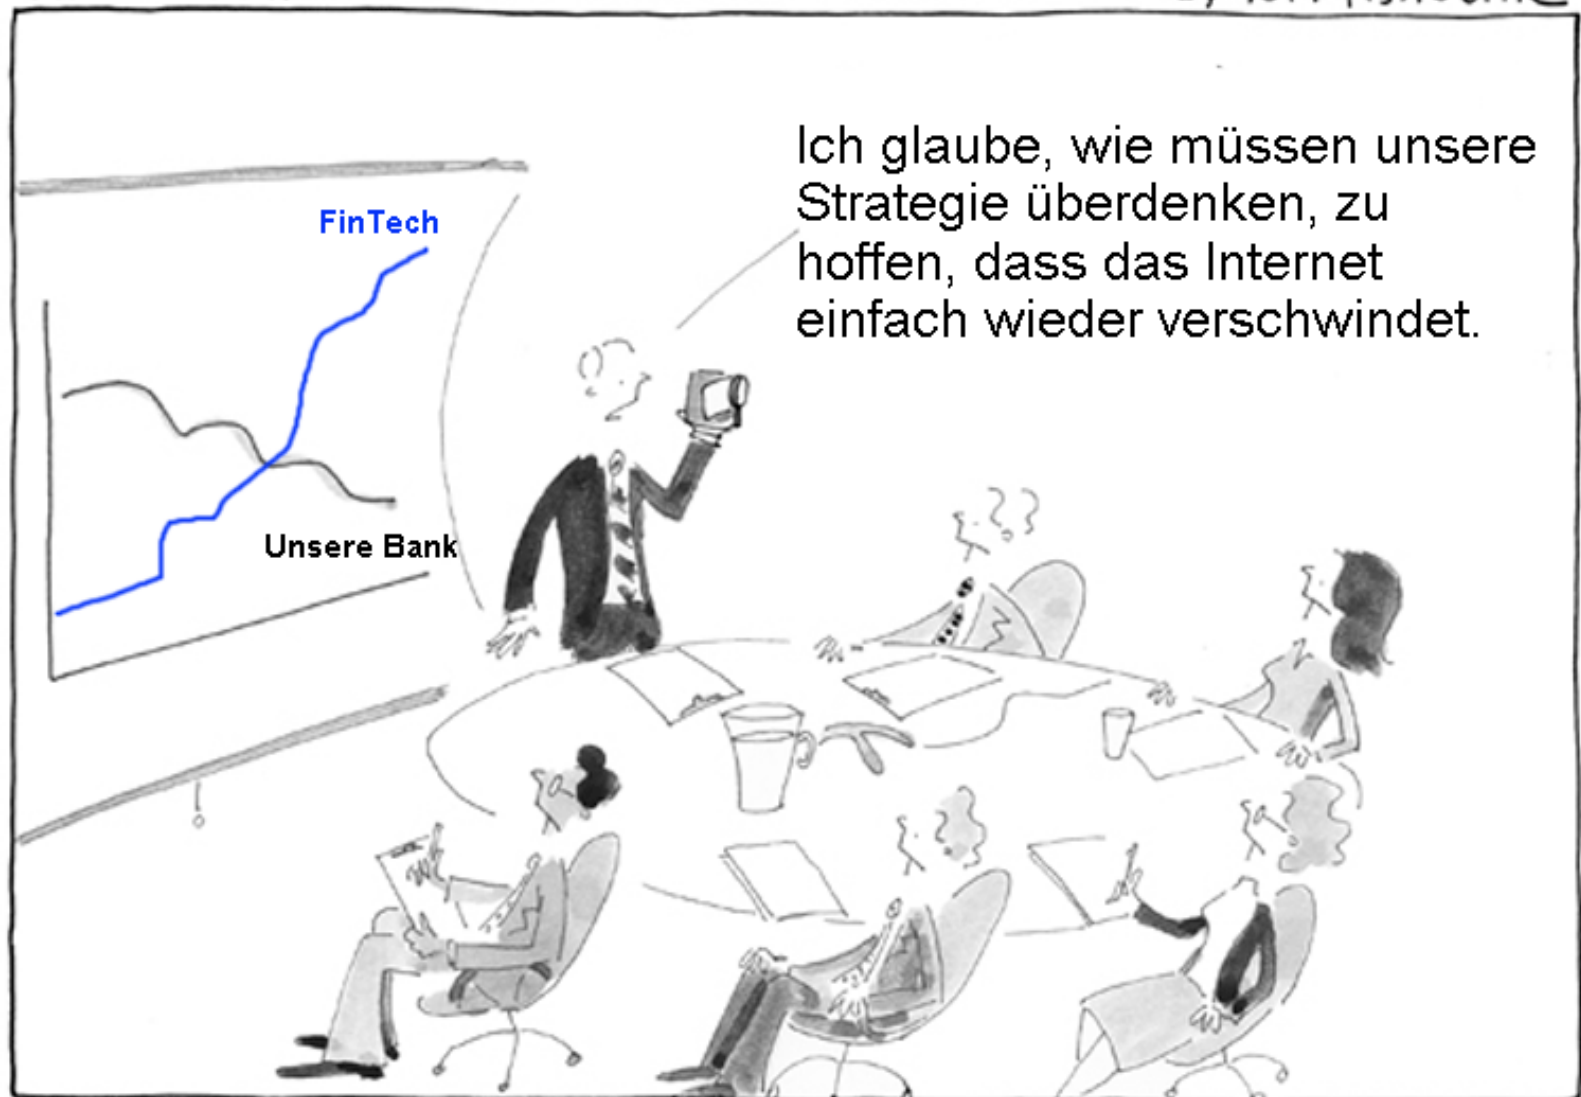 FinTech
Unsere Bank
Ich glaube, wie müssen unsere
Strategie überdenken, zu
hoffen, dass das Internet
einfach wieder verschwindet.